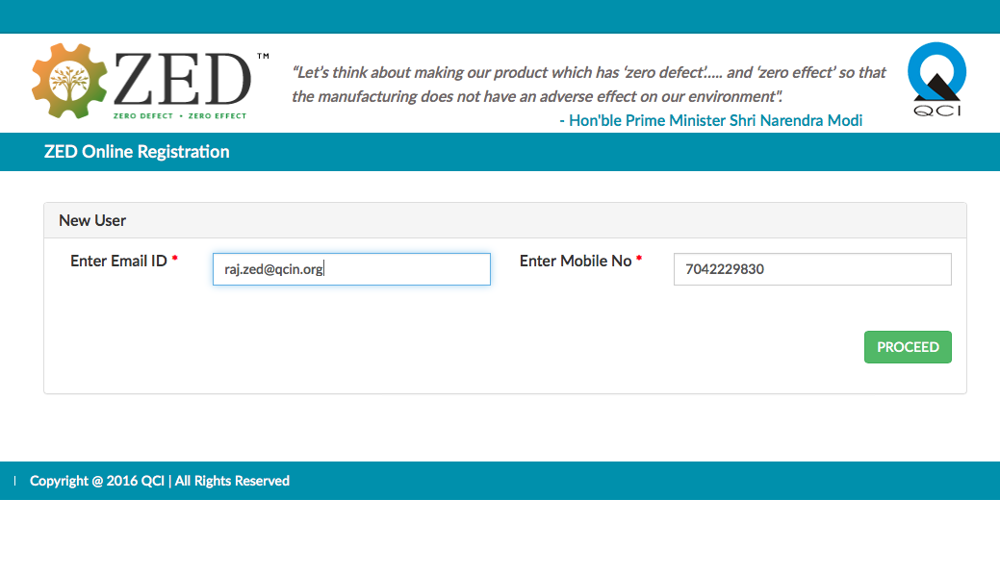 ZED™
ZERO DEFECT • ZERO EFFECT
“Let's think about making our product which has ‘zero defect’.... and ‘zero effect’ so that
the manufacturing does not have an adverse effect on our environment".
- Hon'ble Prime Minister Shri Narendra Modi
QCI
ZED Online Registration
New User
Enter Email ID *
raj.zed@qcin.org
Enter Mobile No *
7042229830
PROCEED
| Copyright @ 2016 QCI | All Rights Reserved